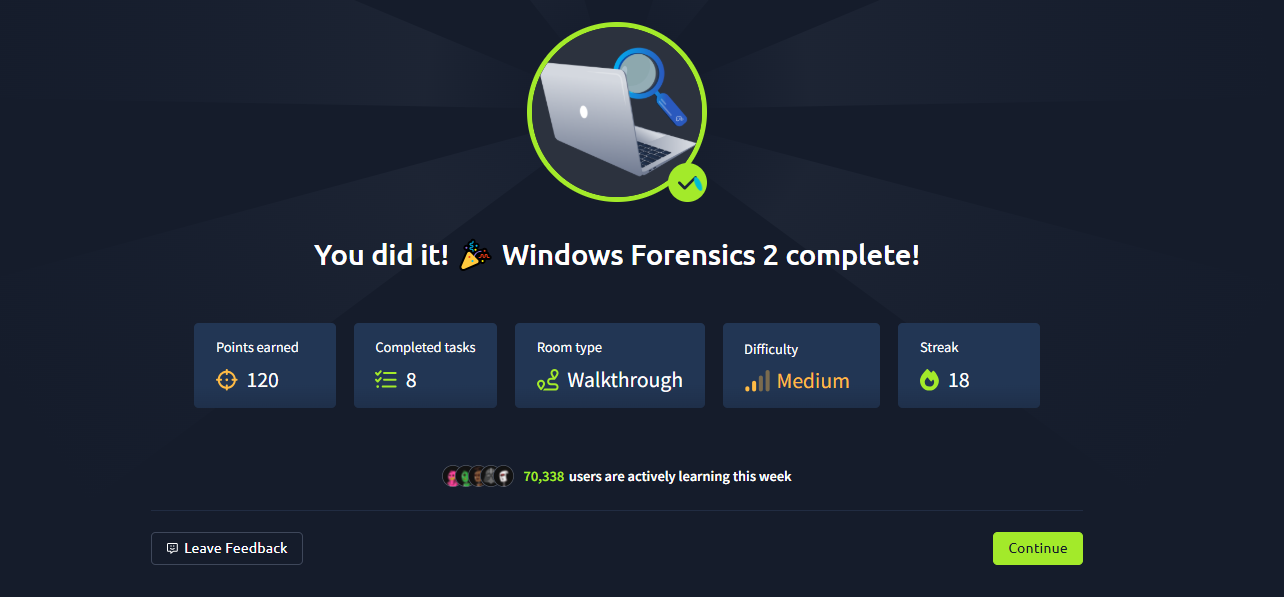 You did it! 🎉 Windows Forensics 2 complete!
Points earned
120
Completed tasks
8
Room type
Walkthrough
Difficulty
Medium
Streak
18
70,338 users are actively learning this week
Leave Feedback
Continue